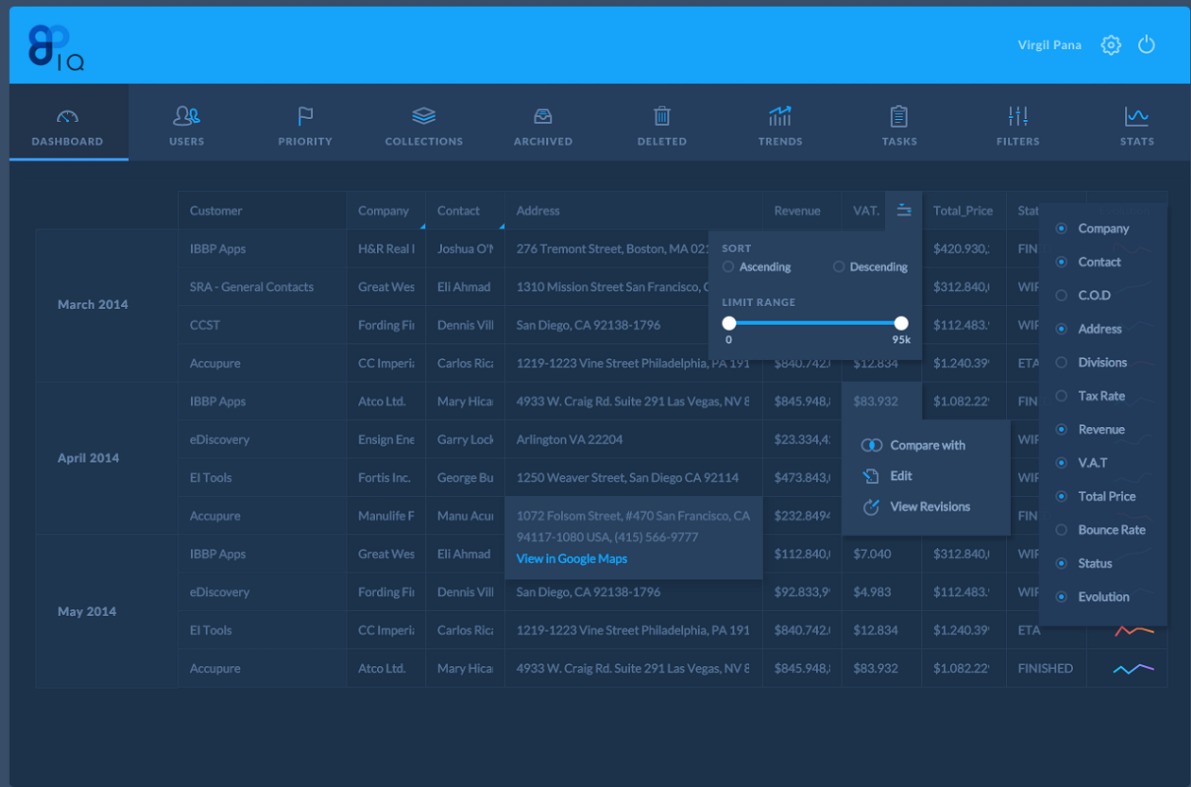 IQ
Virgil Pana
DASHBOARD
USERS
PRIORITY
COLLECTIONS
ARCHIVED
DELETED
TRENDS
TASKS
FILTERS
STATS
Customer Company Contact Address Revenue VAT. Total_Price Stat
March 2014
IBBP Apps H&R Real I Joshua O'N 276 Tremont Street, Boston, MA 021 $420.930,: FIN
SRA - General Contacts Great Wes Eli Ahmad 1310 Mission Street San Francisco, C $312.840,( WIP
CCST Fording Fi Dennis Vill San Diego, CA 92138-1796 $112.483. WIP
Accupure CC Imperi Carlos Ric 1219-1223 Vine Street Philadelphia, PA 191 $840.742.( $12.834 $1.240.39 ETA
SORT
Ascending Descending
LIMIT RANGE
0 95k
April 2014
IBBP Apps Atco Ltd. Mary Hica 4933 W. Craig Rd. Suite 291 Las Vegas, NV 8 $845.948, $83.932 $1.082.22 FIN
eDiscovery Ensign Ene Garry Lock Arlington VA 22204 $23.334,4 WIP
EI Tools Fortis Inc. George Bu 1250 Weaver Street, San Diego CA 92114 $473.843,( WIP
Accupure Manulife F Manu Acu 1072 Folsom Street, #470 San Francisco, CA $232.849 FIN
94117-1080 USA, (415) 566-9777
View in Google Maps
Compare with
Edit
View Revisions
May 2014
IBBP Apps Great Wes Eli Ahmad $112.840,( $7.040 $312.840,( WIP
eDiscovery Fording Fi Dennis Vill San Diego, CA 92138-1796 $92.833,9 $4.983 $112.483. WIP
EI Tools CC Imperi Carlos Ric 1219-1223 Vine Street Philadelphia, PA 191 $840.742.( $12.834 $1.240.39 ETA
Accupure Atco Ltd. Mary Hica 4933 W. Craig Rd. Suite 291 Las Vegas, NV 8 $845.948, $83.932 $1.082.22 FINISHED
Company
Contact
C.O.D
Address
Divisions
Tax Rate
Revenue
V.A.T
Total Price
Bounce Rate
Status
Evolution